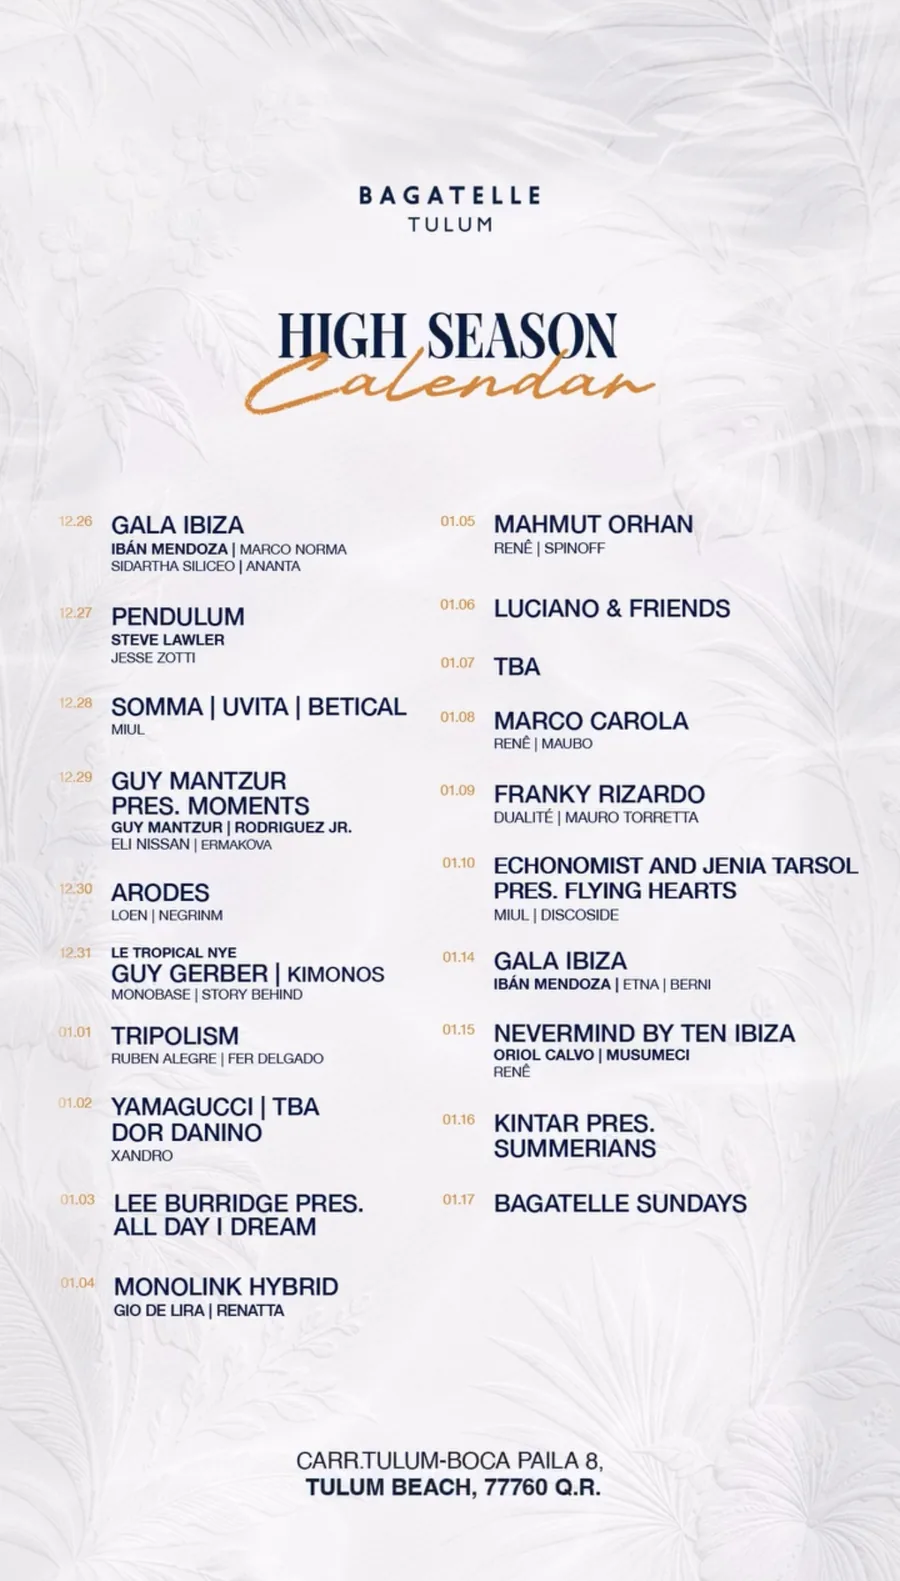 BAGATELLE
TULUM
HIGH SEASON
Calendar
12.26
GALA IBIZA
IBÁN MENDOZA | MARCO NORMA
SIDARTHA SILICEO | ANANTA
12.27
PENDULUM
STEVE LAWLER
JESSE ZOTTI
12.28
SOMMA | UVITA | BETICAL
MIUL
12.29
GUY MANTZUR
PRES. MOMENTS
GUY MANTZUR | RODRIGUEZ JR.
ELI NISSAN | ERMAKOVA
12.30
ARODES
LOEN | NEGRINM
12.31
LE TROPICAL NYE
GUY GERBER | KIMONOS
MONOBASE | STORY BEHIND
01.01
TRIPOLISM
RUBEN ALEGRE | FER DELGADO
01.02
YAMAGUCCI | TBA
DOR DANINO
XANDRO
01.03
LEE BURRIDGE PRES.
ALL DAY I DREAM
01.04
MONOLINK HYBRID
GIO DE LIRA | RENATTA
01.05
MAHMUT ORHAN
RENÊ | SPINOFF
01.06
LUCIANO & FRIENDS
01.07
TBA
01.08
MARCO CAROLA
RENÊ | MAUBO
01.09
FRANKY RIZARDO
DUALITÉ | MAURO TORRETTA
01.10
ECHONOMIST AND JENIA TARSOL
PRES. FLYING HEARTS
MIUL | DISCOSIDE
01.14
GALA IBIZA
IBÁN MENDOZA | ETNA | BERNI
01.15
NEVERMIND BY TEN IBIZA
ORIOL CALVO | MUSUMECI
RENÊ
01.16
KINTAR PRES.
SUMMERIANS
01.17
BAGATELLE SUNDAYS
CARR.TULUM-BOCA PAILA 8,
TULUM BEACH, 77760 Q.R.